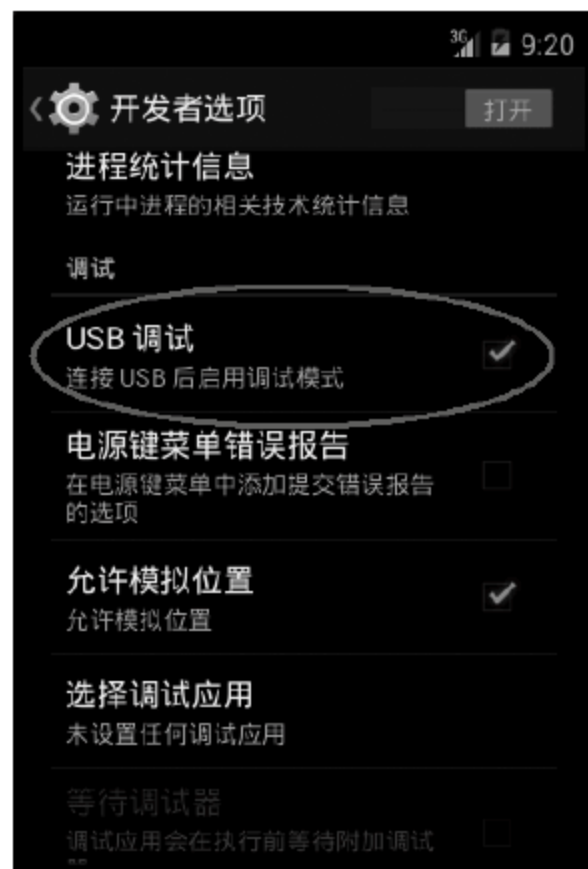 3G 9:20
开发者选项 打开
进程统计信息
运行中进程的相关技术统计信息
调试
USB 调试
连接 USB 后启用调试模式
电源键菜单错误报告
在电源键菜单中添加提交错误报告
的选项
允许模拟位置
允许模拟位置
选择调试应用
未设置任何调试应用
等待调试器
调试应用会在执行前等待附加调试